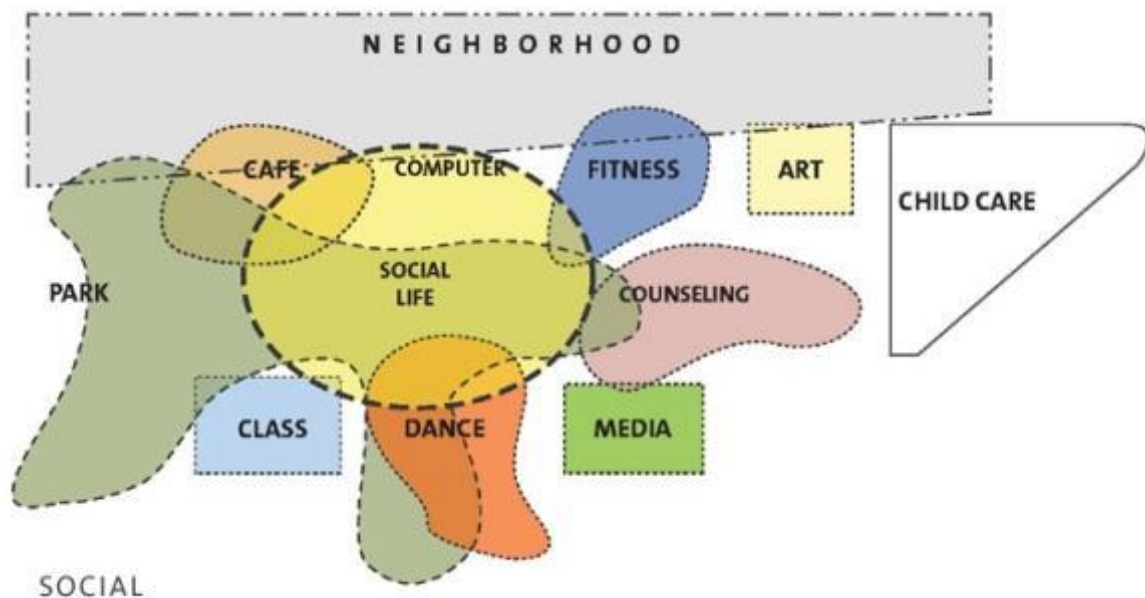 NEIGHBORHOOD
CAFE
COMPUTER
FITNESS
ART
CHILD CARE
PARK
SOCIAL
LIFE
COUNSELING
CLASS
DANCE
MEDIA
SOCIAL